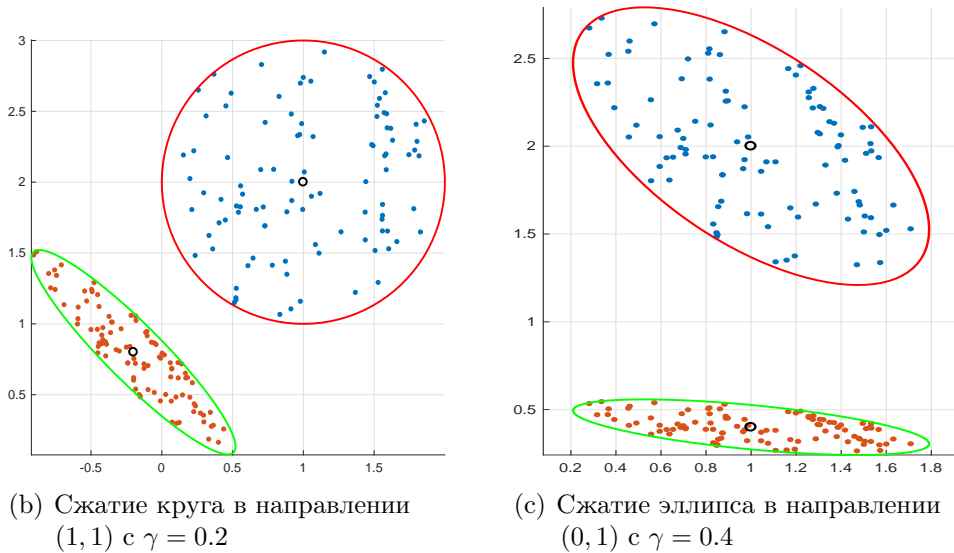 3
2.5
2
1.5
1
0.5
-0.5 0 0.5 1 1.5
2.5
2
1.5
1
0.5
0.2 0.4 0.6 0.8 1 1.2 1.4 1.6 1.8
(b) Сжатие круга в направлении
(1, 1) с γ = 0.2
(c) Сжатие эллипса в направлении
(0, 1) с γ = 0.4